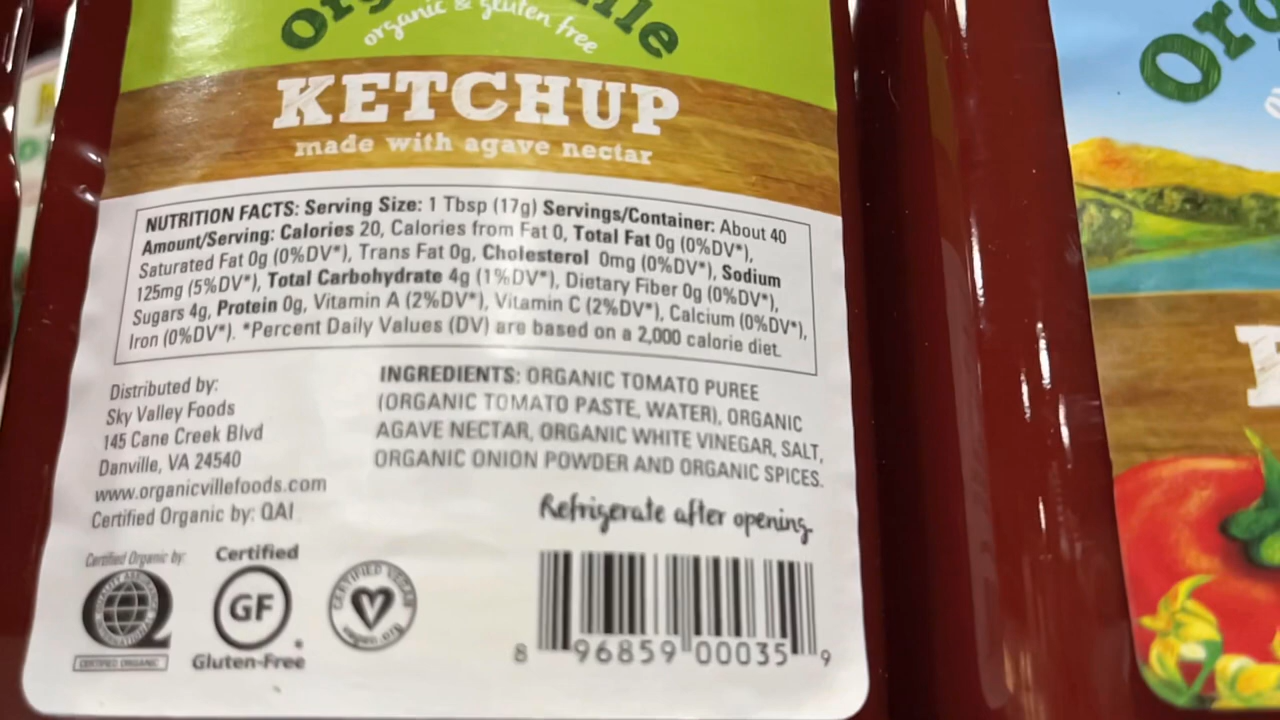 organic & gluten free
KETCHUP
made with agave nectar
NUTRITION FACTS: Serving Size: 1 Tbsp (17g) Servings/Container: About 40
Amount/Serving: Calories 20, Calories from Fat 0, Total Fat 0g (0%DV*),
Saturated Fat 0g (0%DV*), Trans Fat 0g, Cholesterol 0mg (0%DV*), Sodium
125mg (5%DV*), Total Carbohydrate 4g (1%DV*), Dietary Fiber 0g (0%DV*),
Sugars 4g, Protein 0g, Vitamin A (2%DV*), Vitamin C (2%DV*), Calcium (0%DV*),
Iron (0%DV*). *Percent Daily Values (DV) are based on a 2,000 calorie diet.
Distributed by:
Sky Valley Foods
145 Cane Creek Blvd
Danville, VA 24540
www.organicvillefoods.com
Certified Organic by: QAI
INGREDIENTS: ORGANIC TOMATO PUREE
(ORGANIC TOMATO PASTE, WATER), ORGANIC
AGAVE NECTAR, ORGANIC WHITE VINEGAR, SALT,
ORGANIC ONION POWDER AND ORGANIC SPICES.
Refrigerate after opening.
Certified Organic by:
CERTIFIED ORGANIC
Certified
GF
Gluten-Free
CERTIFIED VEGAN
vegan.org
8 96859 00035 9
Org